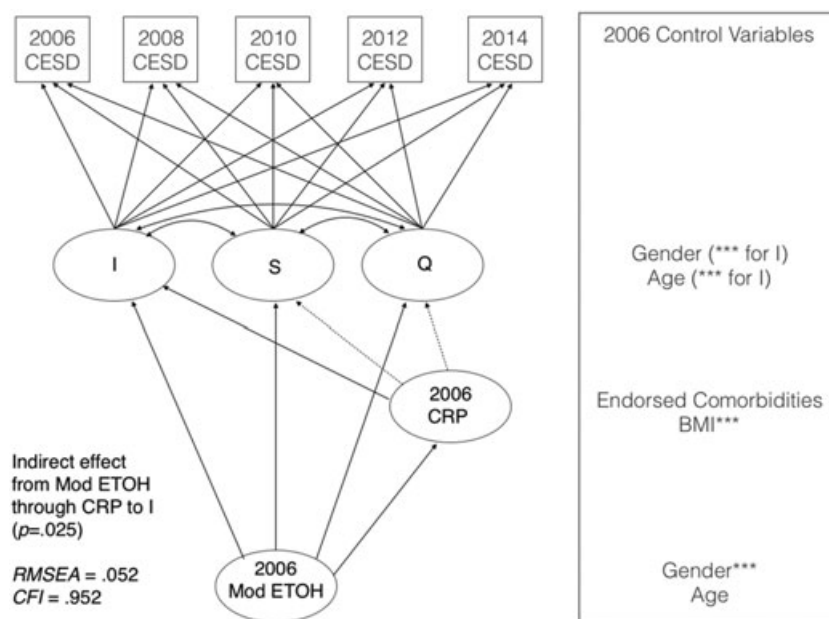 2006 CESD
2008 CESD
2010 CESD
2012 CESD
2014 CESD
2006 Control Variables
I
S
Q
Gender (*** for I)
Age (*** for I)
2006
CRP
Endorsed Comorbidities
BMI***
Indirect effect
from Mod ETOH
through CRP to I
(p=.025)
RMSEA = .052
CFI = .952
2006
Mod ETOH
Gender***
Age